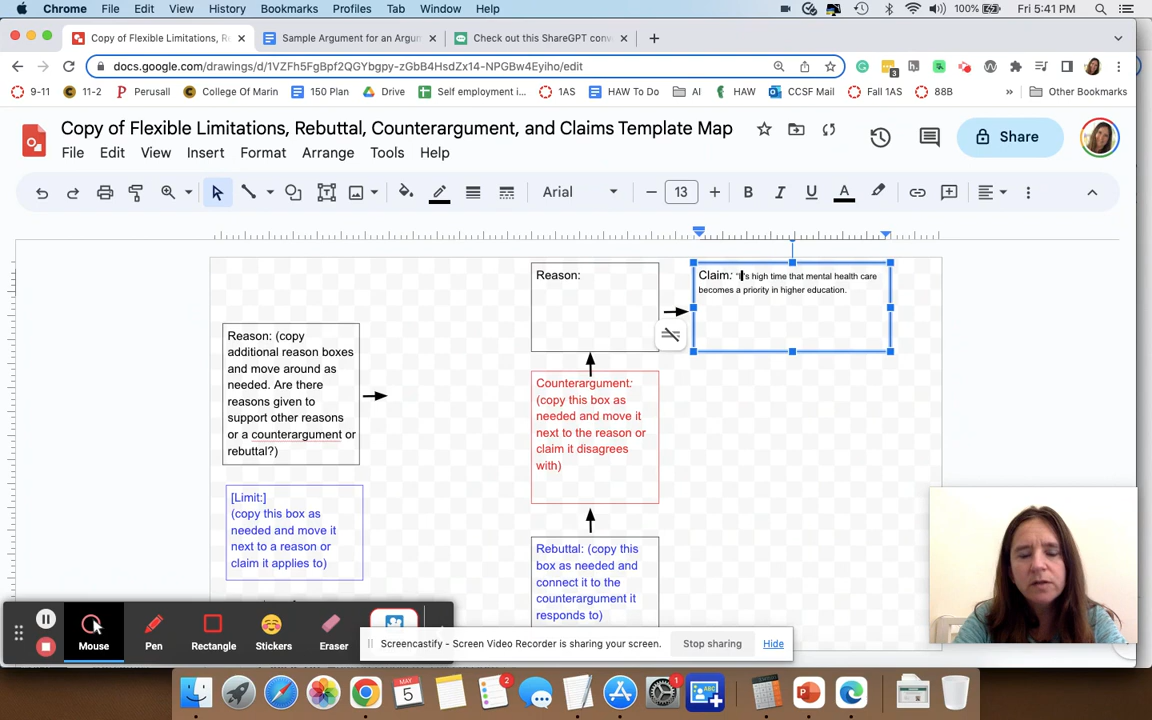 Chrome File Edit View History Bookmarks Profiles Tab Window Help 100% Fri 5:41 PM
Copy of Flexible Limitations, Re
Sample Argument for an Argum
Check out this ShareGPT conv
docs.google.com/drawings/d/1VZFh5FgBpf2QGYbgpy-zGbB4HsdZx14-NPGBw4Eyiho/edit
3
9-11 11-2 Perusall College Of Marin 150 Plan Drive Self employment i... 1AS HAW To Do AI HAW CCSF Mail Fall 1AS 88B » Other Bookmarks
Copy of Flexible Limitations, Rebuttal, Counterargument, and Claims Template Map
Share
File Edit View Insert Format Arrange Tools Help
Arial 13 B I U A
Reason:
Claim: "It's high time that mental health care
becomes a priority in higher education.
Reason: (copy
additional reason boxes
and move around as
needed. Are there
reasons given to
support other reasons
or a counterargument or
rebuttal?)
Counterargument:
(copy this box as
needed and move it
next to the reason or
claim it disagrees
with)
[Limit:]
(copy this box as
needed and move it
next to a reason or
claim it applies to)
Rebuttal: (copy this
box as needed and
connect it to the
counterargument it
responds to)
Mouse Pen Rectangle Stickers Eraser
Screencastify - Screen Video Recorder is sharing your screen. Stop sharing Hide
MAY
5
2
1
ABC